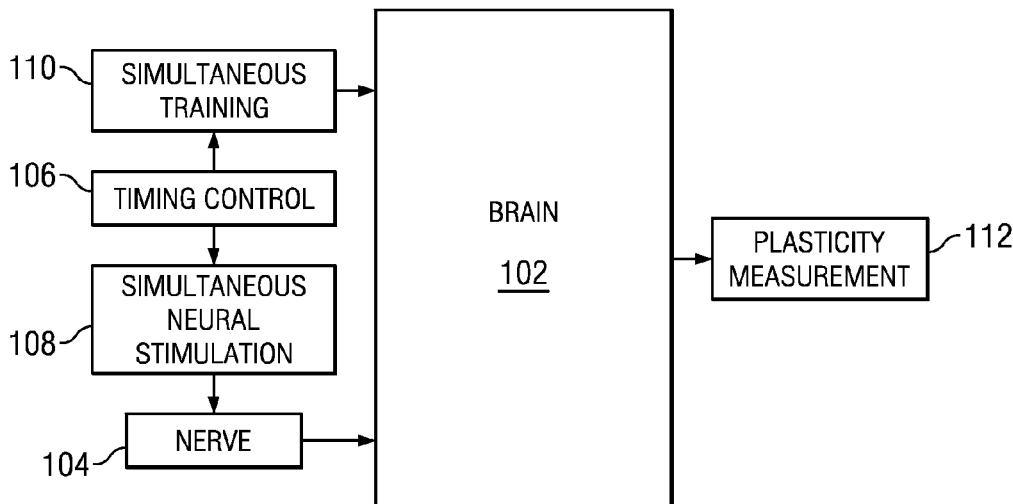 110
SIMULTANEOUS
TRAINING
106
TIMING CONTROL
108
SIMULTANEOUS
NEURAL
STIMULATION
104
NERVE
BRAIN
102
PLASTICITY
MEASUREMENT
112